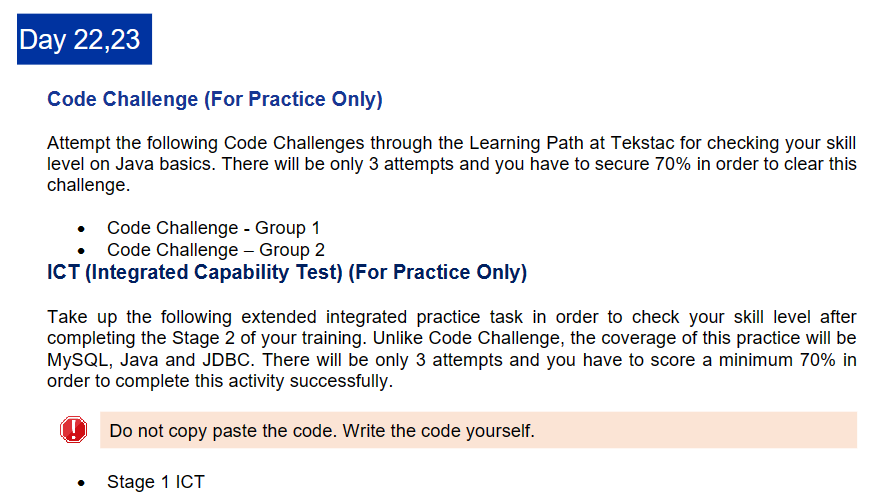 Day 22,23
Code Challenge (For Practice Only)
Attempt the following Code Challenges through the Learning Path at Tekstac for checking your skill
level on Java basics. There will be only 3 attempts and you have to secure 70% in order to clear this
challenge.
• Code Challenge - Group 1
• Code Challenge – Group 2
ICT (Integrated Capability Test) (For Practice Only)
Take up the following extended integrated practice task in order to check your skill level after
completing the Stage 2 of your training. Unlike Code Challenge, the coverage of this practice will be
MySQL, Java and JDBC. There will be only 3 attempts and you have to score a minimum 70% in
order to complete this activity successfully.
Do not copy paste the code. Write the code yourself.
• Stage 1 ICT